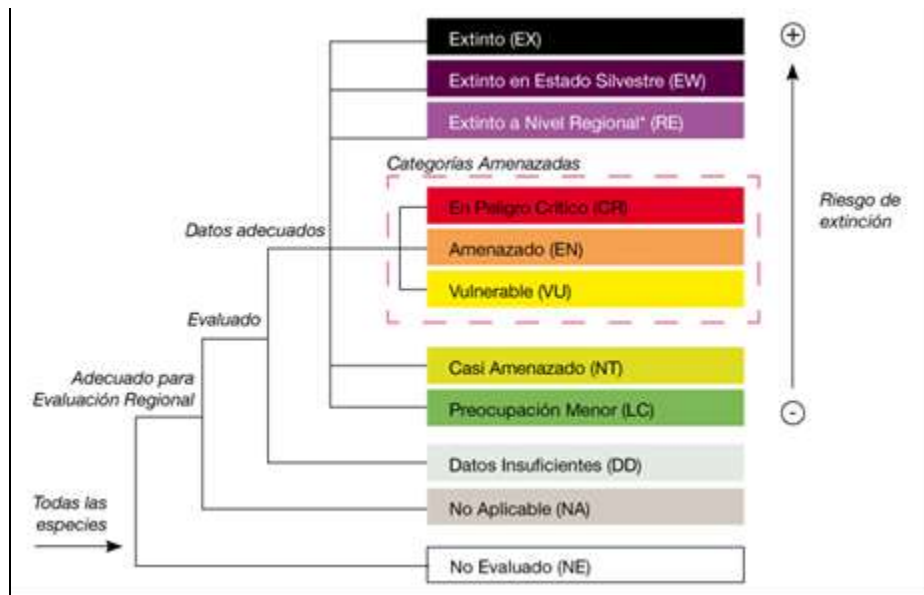 Extinto (EX)
Extinto en Estado Silvestre (EW)
Extinto a Nivel Regional* (RE)
Categorías Amenazadas
En Peligro Crítico (CR)
Amenazado (EN)
Vulnerable (VU)
Casi Amenazado (NT)
Preocupación Menor (LC)
Datos Insuficientes (DD)
No Aplicable (NA)
No Evaluado (NE)
Datos adecuados
Evaluado
Adecuado para
Evaluación Regional
Todas las
especies
+
Riesgo de
extinción
-